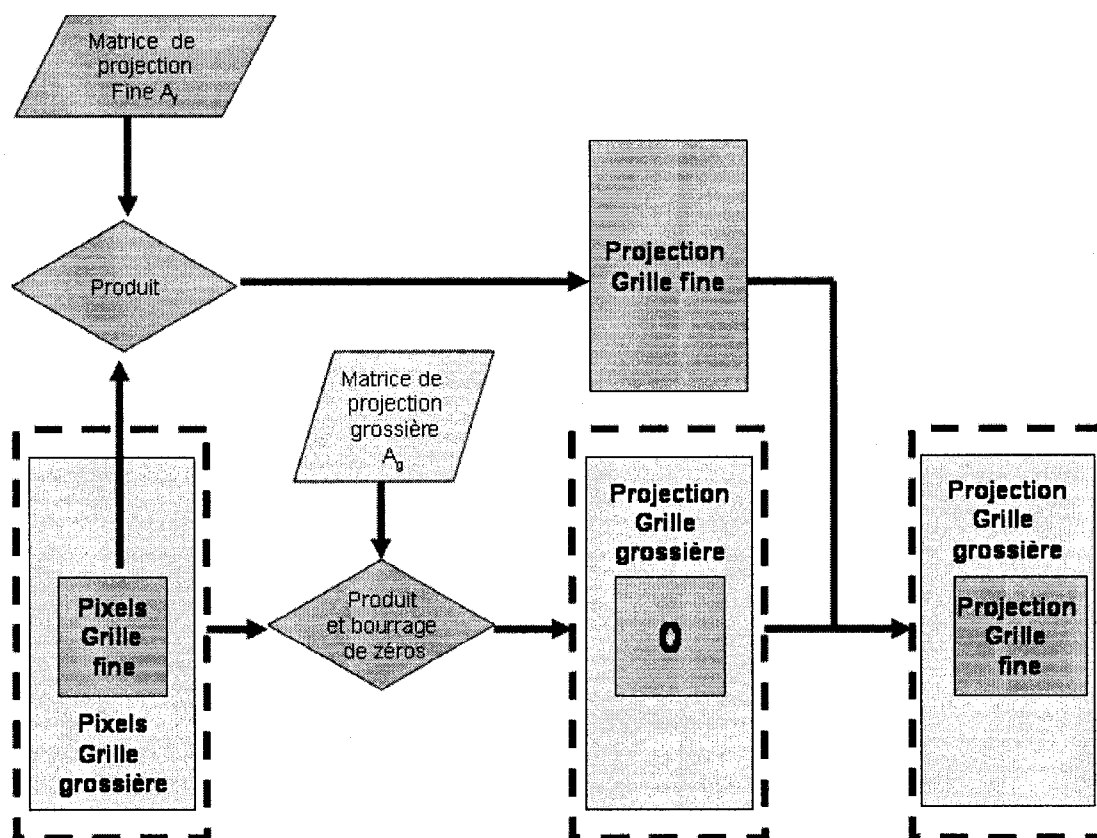 Matrice de
projection
Fine Af
Produit
Projection
Grille fine
Matrice de
projection
grossière
Ag
Pixels
Grille
fine
Pixels
Grille
grossière
Produit
et bourrage
de zéros
Projection
Grille
grossière
0
Projection
Grille
grossière
Projection
Grille
fine